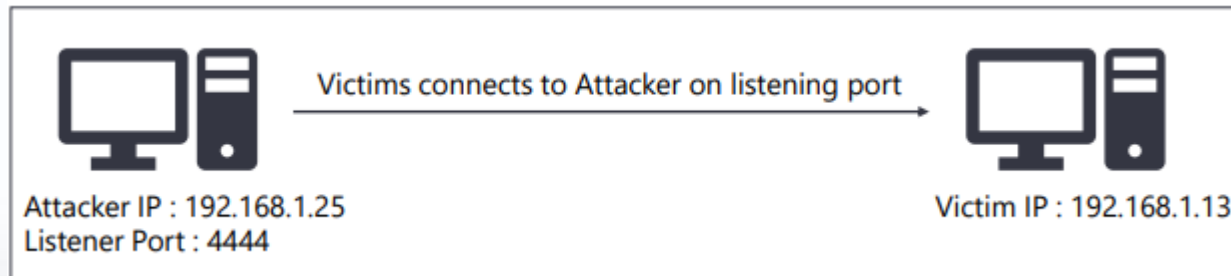 Victims connects to Attacker on listening port
Attacker IP : 192.168.1.25
Listener Port : 4444
Victim IP : 192.168.1.13